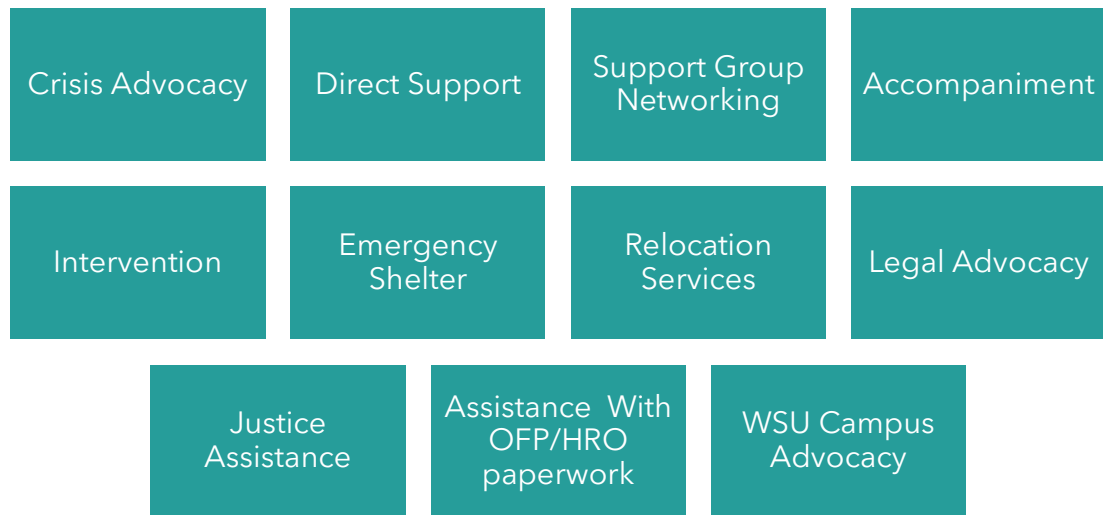 Crisis Advocacy
Direct Support
Support Group
Networking
Accompaniment
Intervention
Emergency
Shelter
Relocation
Services
Legal Advocacy
Justice
Assistance
Assistance  With
OFP/HRO
paperwork
WSU Campus
Advocacy